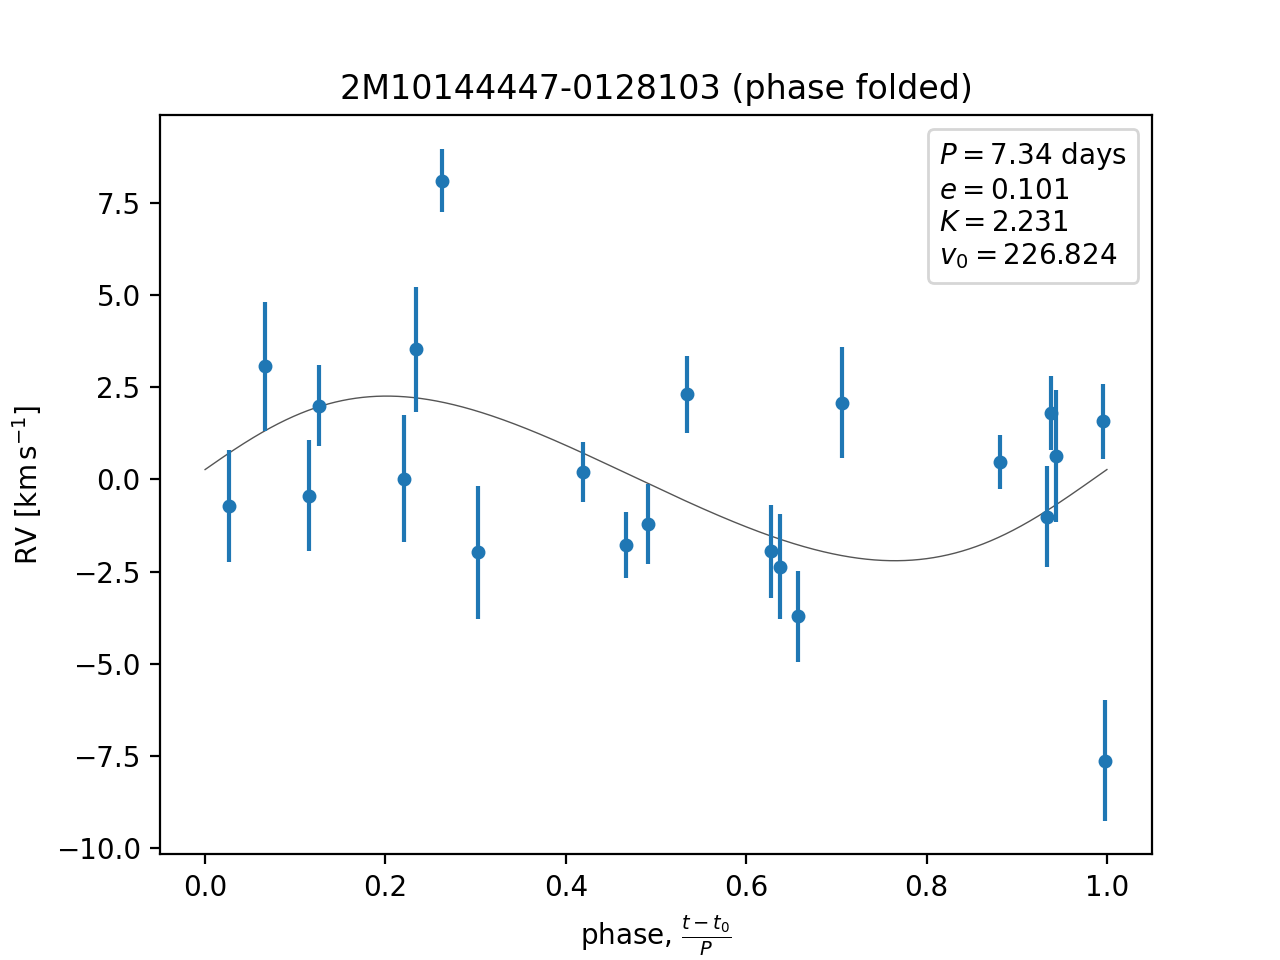 2M10144447-0128103 (phase folded)
P = 7.34 days
e = 0.101
K = 2.231
v₀ = 226.824
RV [km s⁻¹]
7.5
5.0
2.5
0.0
−2.5
−5.0
−7.5
−10.0
0.0 0.2 0.4 0.6 0.8 1.0
phase, (t − t₀)/P